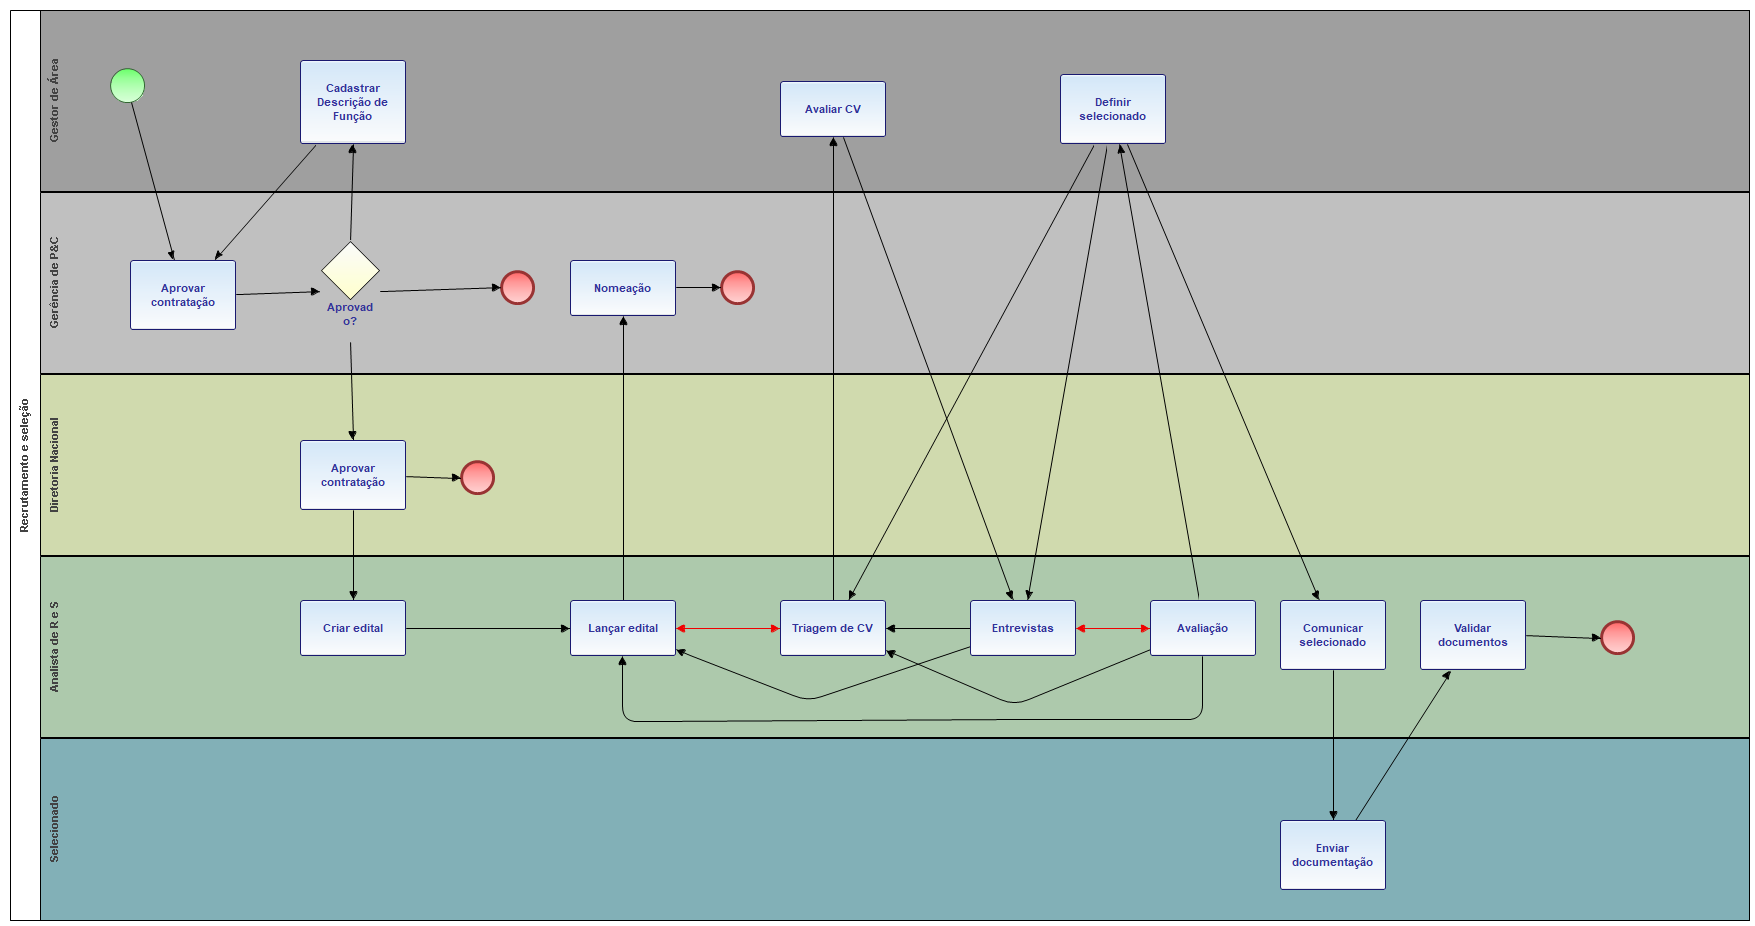 Recrutamento e seleção
Gestor de Área
Cadastrar
Descrição de
Função
Avaliar CV
Definir
selecionado
Gerência de P&C
Aprovar
contratação
Aprovad
o?
Nomeação
Diretoria Nacional
Aprovar
contratação
Analista de R e S
Criar edital
Lançar edital
Triagem de CV
Entrevistas
Avaliação
Comunicar
selecionado
Validar
documentos
Selecionado
Enviar
documentação